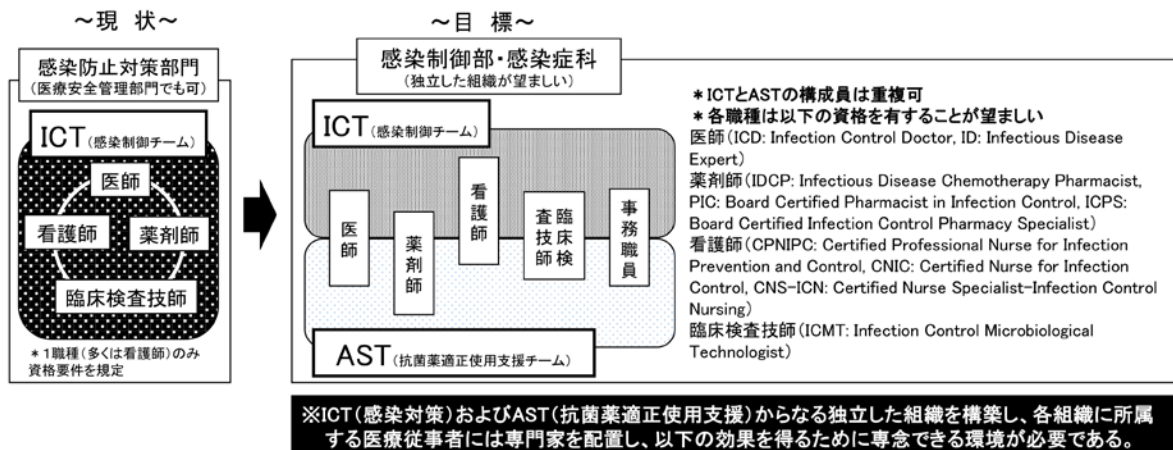 ~現 状~
感染防止対策部門
(医療安全管理部門でも可)
ICT(感染制御チーム)
医師
看護師
薬剤師
臨床検査技師
*1職種(多くは看護師)のみ
資格要件を規定
~目 標~
感染制御部・感染症科
(独立した組織が望ましい)
ICT(感染制御チーム)
医師
薬剤師
看護師
臨床検
査技師
事務職員
AST(抗菌薬適正使用支援チーム)
*ICTとASTの構成員は重複可
*各職種は以下の資格を有することが望ましい
医師(ICD: Infection Control Doctor, ID: Infectious Disease
Expert)
薬剤師(IDCP: Infectious Disease Chemotherapy Pharmacist,
PIC: Board Certified Pharmacist in Infection Control, ICPS:
Board Certified Infection Control Pharmacy Specialist)
看護師(CPNIPC: Certified Professional Nurse for Infection
Prevention and Control, CNIC: Certified Nurse for Infection
Control, CNS-ICN: Certified Nurse Specialist-Infection Control
Nursing)
臨床検査技師(ICMT: Infection Control Microbiological
Technologist)
※ICT(感染対策)およびAST(抗菌薬適正使用支援)からなる独立した組織を構築し、各組織に所属
する医療従事者には専門家を配置し、以下の効果を得るために専念できる環境が必要である。